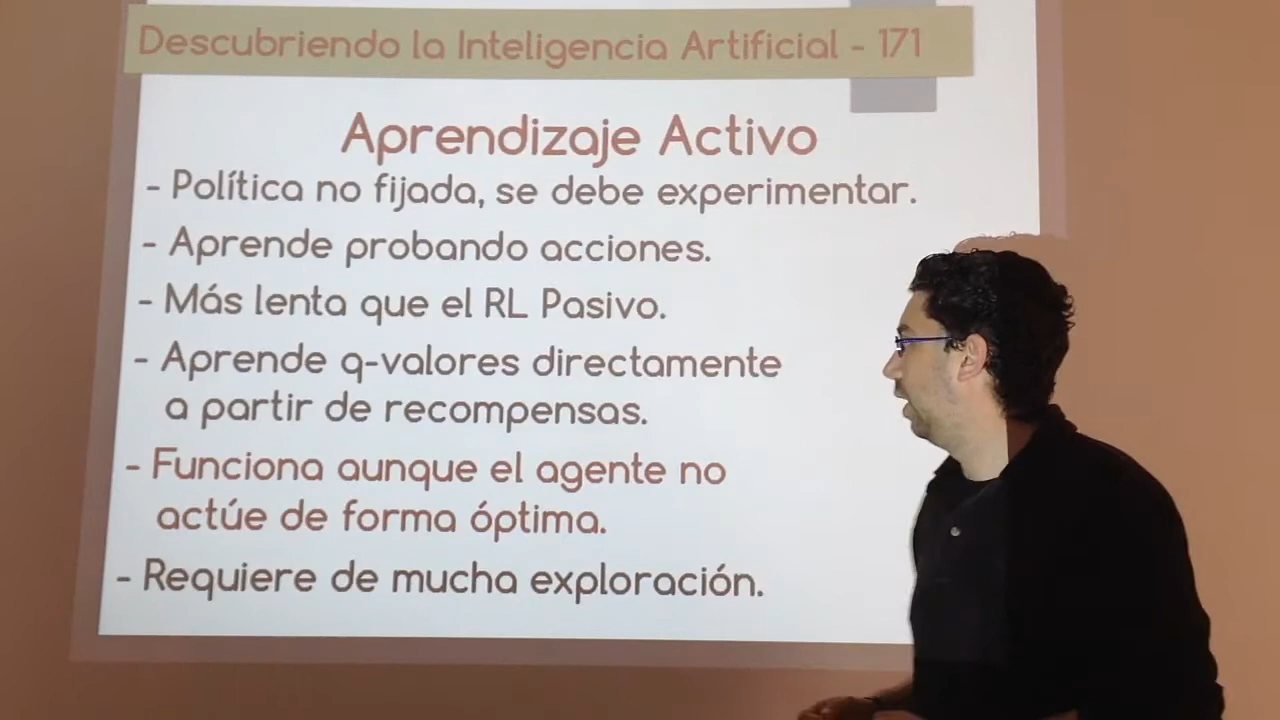 Descubriendo la Inteligencia Artificial - 171
Aprendizaje Activo
- Política no fijada, se debe experimentar.
- Aprende probando acciones.
- Más lenta que el RL Pasivo.
- Aprende q-valores directamente
a partir de recompensas.
- Funciona aunque el agente no
actúe de forma óptima.
- Requiere de mucha exploración.